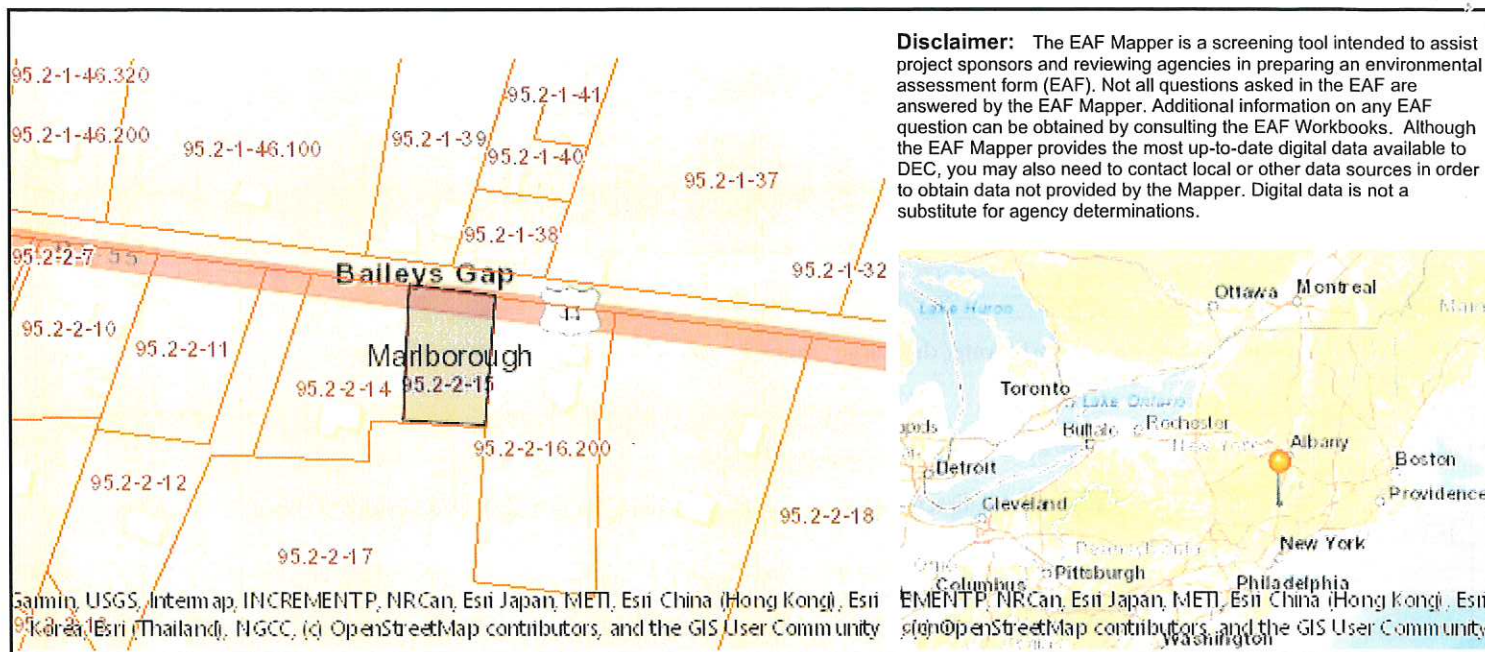 Disclaimer: The EAF Mapper is a screening tool intended to assist
project sponsors and reviewing agencies in preparing an environmental
assessment form (EAF). Not all questions asked in the EAF are
answered by the EAF Mapper. Additional information on any EAF
question can be obtained by consulting the EAF Workbooks. Although
the EAF Mapper provides the most up-to-date digital data available to
DEC, you may also need to contact local or other data sources in order
to obtain data not provided by the Mapper. Digital data is not a
substitute for agency determinations.
95.2-1-46.320
95.2-1-41
95.2-1-46.200
95.2-1-46.100
95.2-1-39
95.2-1-40
95.2-1-37
95.2-1-38
95.2-2-7
Baileys Gap
95.2-1-32
95.2-2-10
95.2-2-11
Marlborough
95.2-2-14
95.2-2-15
95.2-2-16.200
95.2-2-12
95.2-2-18
95.2-2-17
Garmin, USGS, Intermap, INCREMENT P, NRCan, Esri Japan, METI, Esri China (Hong Kong), Esri
Korea, Esri (Thailand), NGCC, (c) OpenStreetMap contributors, and the GIS User Community
Ottawa
Montreal
Lake Huron
Toronto
Lake Ontario
Buffalo
Rochester
New York
Albany
Detroit
Boston
Providence
Cleveland
New York
Pennsylvania
Pittsburgh
Columbus
Philadelphia
EMENT P, NRCan, Esri Japan, METI, Esri China (Hong Kong), Esri
OpenStreetMap contributors, and the GIS User Community
Washington